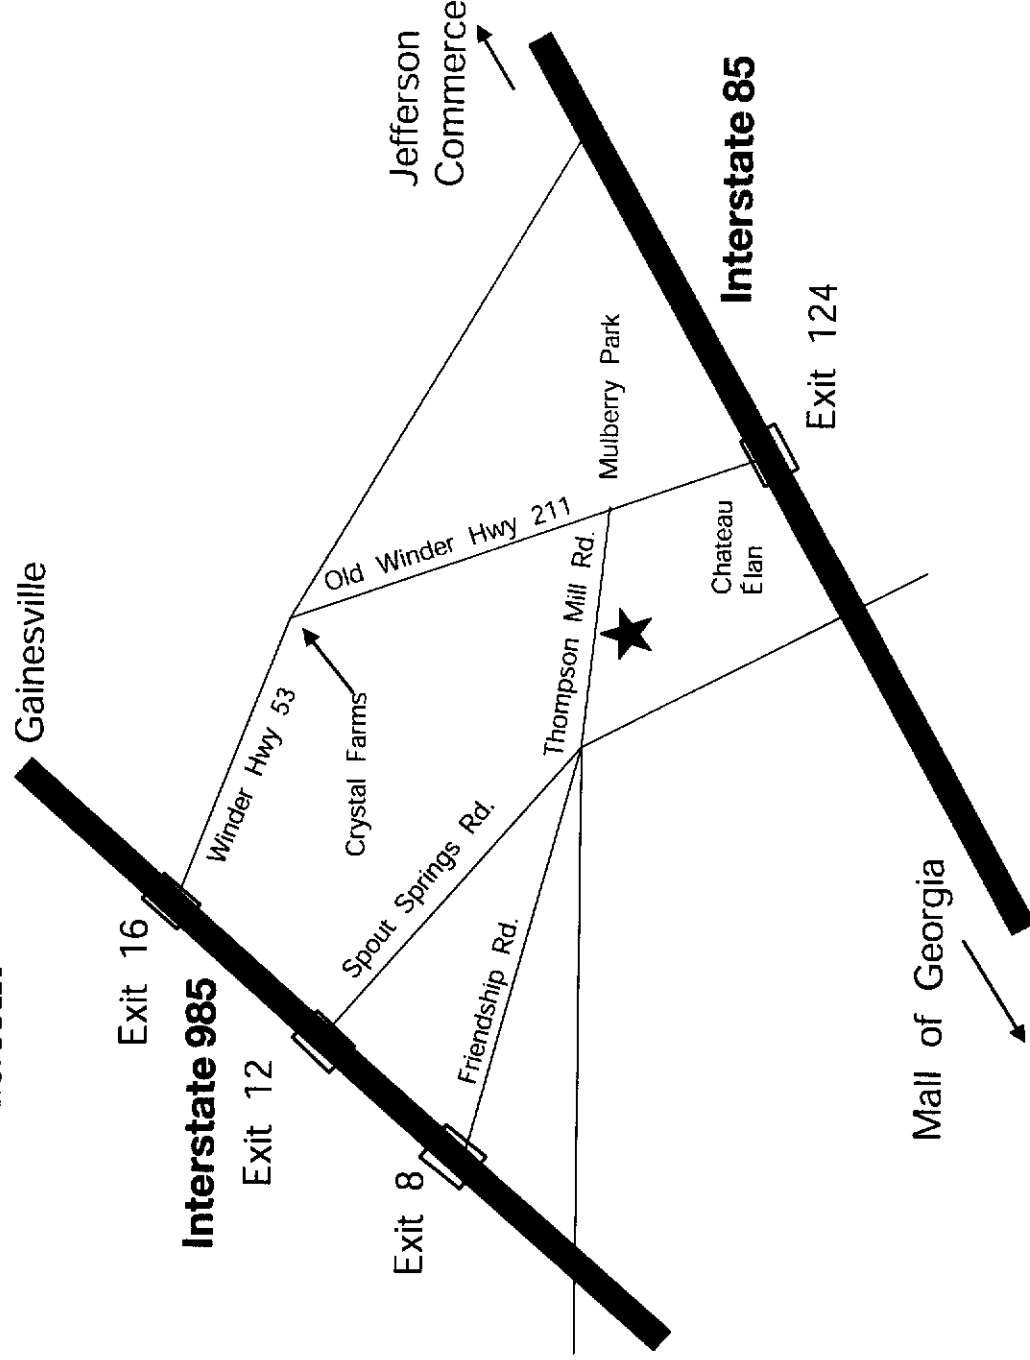 Gainesville
Jefferson
Commerce
Exit 16
Winder Hwy 53
Interstate 985
Exit 12
Crystal Farms
Old Winder Hwy 211
Spout Springs Rd.
Exit 8
Friendship Rd.
Thompson Mill Rd.
Mulberry Park
Chateau
Élan
Interstate 85
Exit 124
Mall of Georgia